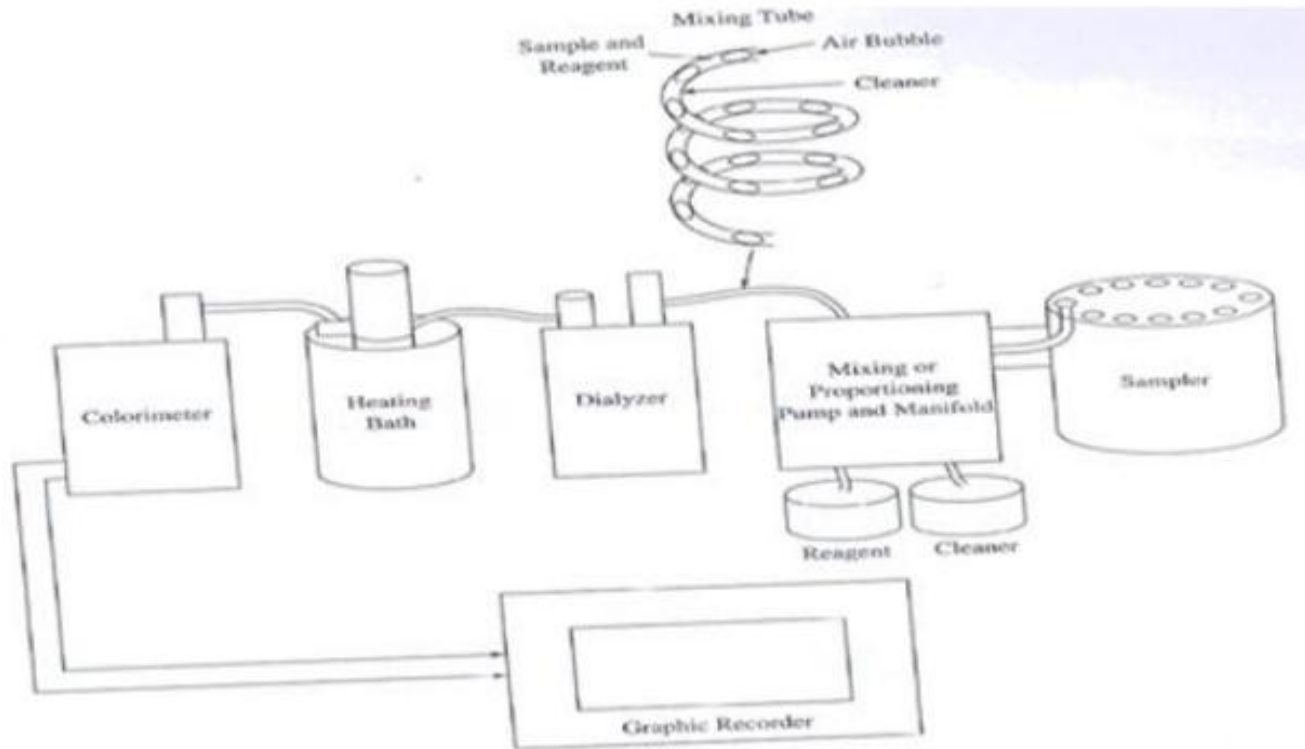 Mixing Tube
Sample and
Reagent
Air Bubble
Cleaner
Colorimeter
Heating
Bath
Dialyzer
Mixing or
Proportioning
Pump and Manifold
Sampler
Reagent
Cleaner
Graphic Recorder